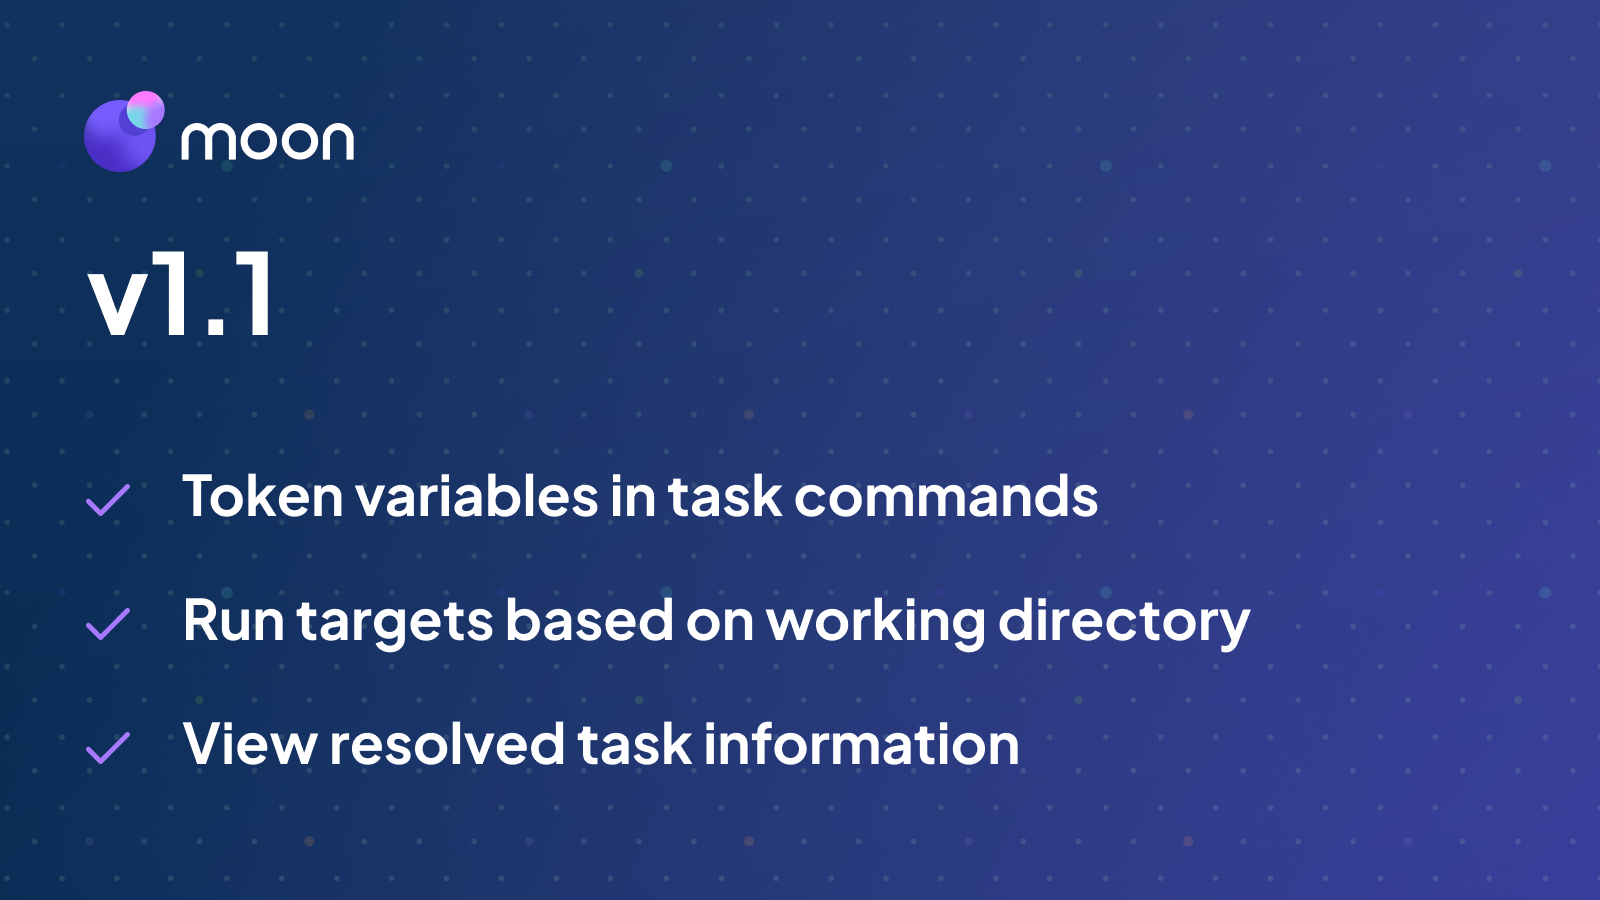 moon
v1.1
Token variables in task commands
Run targets based on working directory
View resolved task information